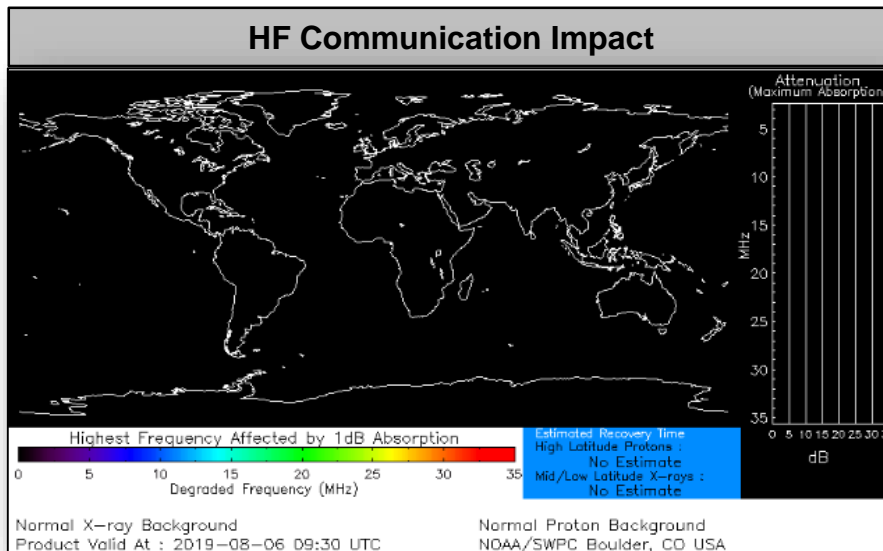 HF Communication Impact
Attenuation
(Maximum Absorption
5
10
15
20
25
30
35
MHz
0 5 10 15 20 25 30
dB
Highest Frequency Affected by 1dB Absorption
0 5 10 15 20 25 30 35
Degraded Frequency (MHz)
Estimated Recovery Time
High Latitude Protons :
No Estimate
Mid/Low Latitude X-rays :
No Estimate
Normal X-ray Background
Product Valid At : 2019-08-06 09:30 UTC
Normal Proton Background
NOAA/SWPC Boulder, CO USA